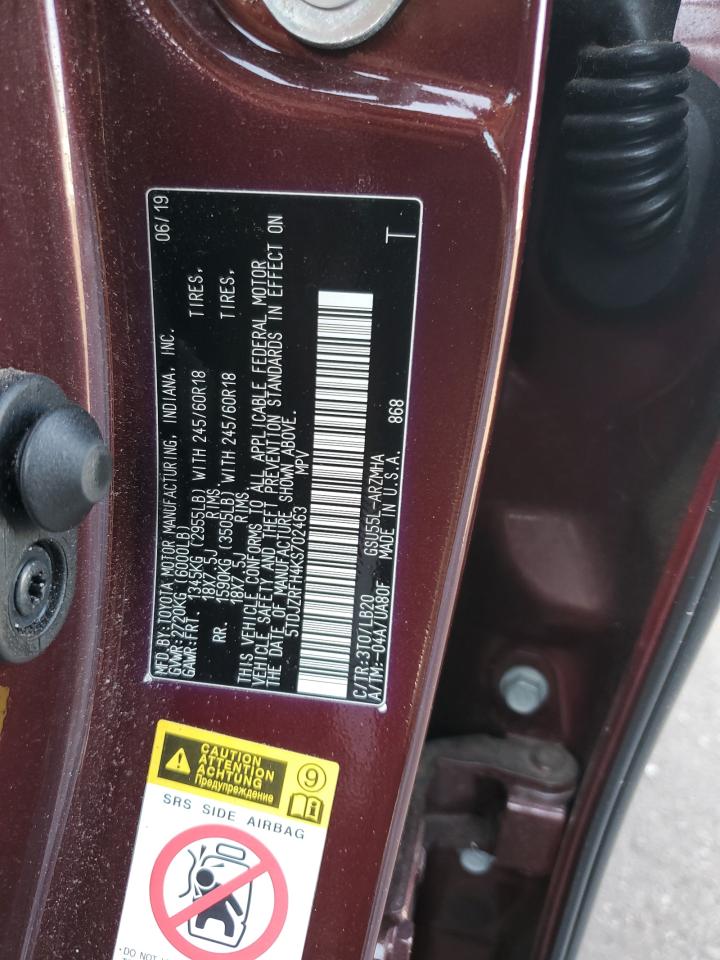 MFD.BY:TOYOTA MOTOR MANUFACTURING, INDIANA, INC. 06/19
GVWR:2720KG (6000LB)
GAWR:FRT. 1345KG (2955LB) WITH 245/60R18 TIRES,
18X7.5J RIMS,
RR. 1590KG (3505LB) WITH 245/60R18 TIRES,
18X7.5J RIMS,
THIS VEHICLE CONFORMS TO ALL APPLICABLE FEDERAL MOTOR
VEHICLE SAFETY AND THEFT PREVENTION STANDARDS IN EFFECT ON
THE DATE OF MANUFACTURE SHOWN ABOVE.
5TDDZRFH4KS702463 MPV
C/TR:3T0/LB20 GSU55L-ARZMHA T
A/TM:-04A/UA80F MADE IN U.S.A. 868
CAUTION
ATTENTION
ACHTUNG
Предупреждение
9
SRS SIDE AIRBAG